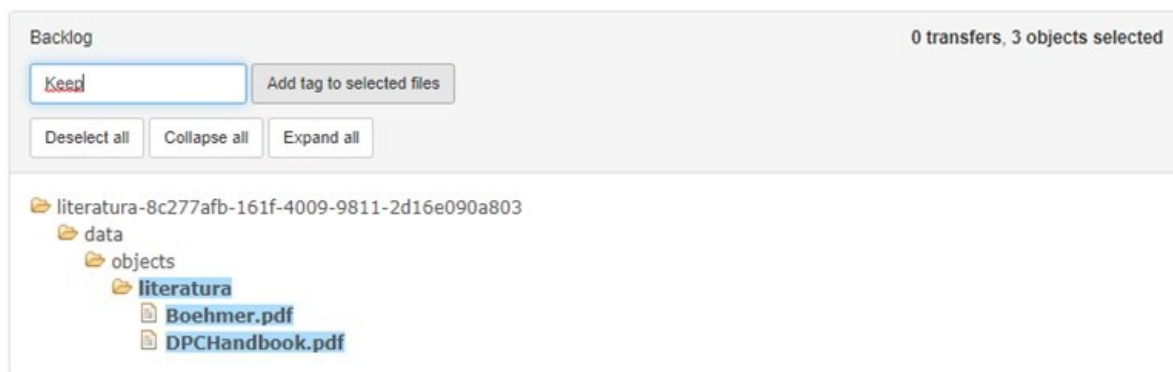 Backlog
0 transfers, 3 objects selected
Keep
Add tag to selected files
Deselect all Collapse all Expand all
literatura-8c277afb-161f-4009-9811-2d16e090a803
data
objects
literatura
Boehmer.pdf
DPCHandbook.pdf